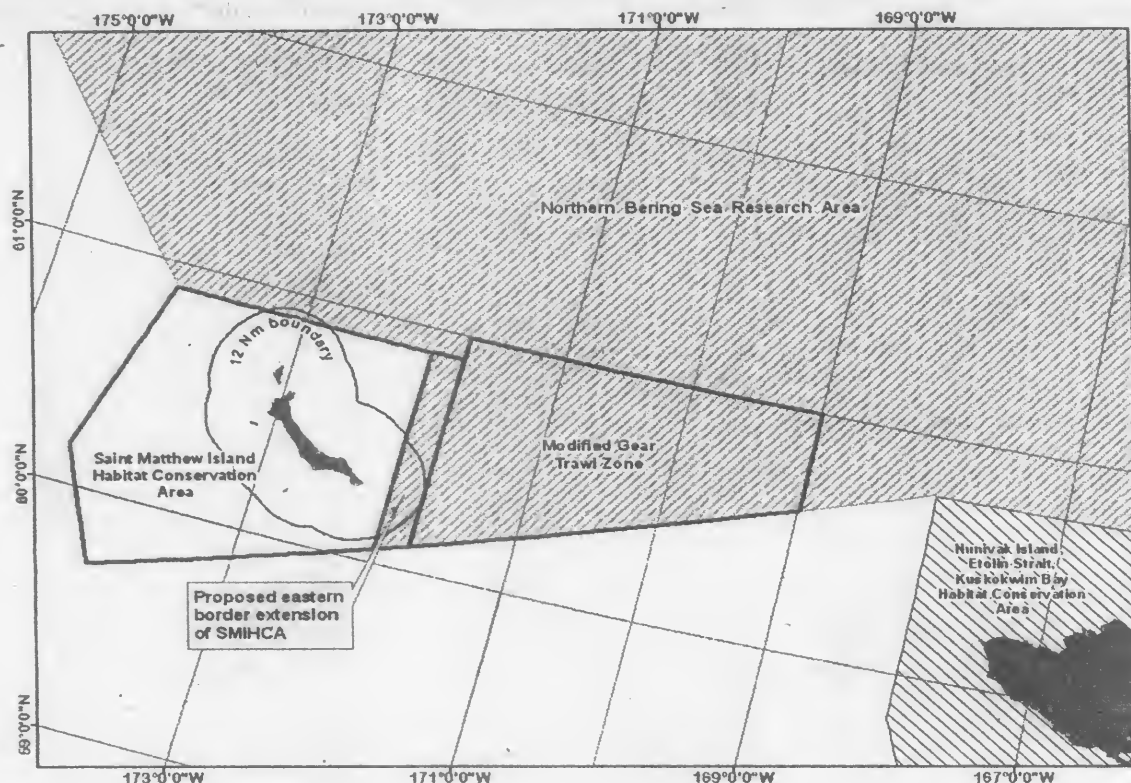 175°0'0"W
173°0'0"W
171°0'0"W
169°0'0"W
61°0'0"N
60°0'0"N
59°0'0"N
Northern Bering Sea Research Area
12 Nm boundary
Saint Matthew Island
Habitat Conservation
Area
Modified Gear
Trawl Zone
Nunivak Island,
Etolin Strait,
Kuskokwim Bay
Habitat Conservation
Area
Proposed eastern
border extension
of SMIHCA
173°0'0"W
171°0'0"W
169°0'0"W
167°0'0"W